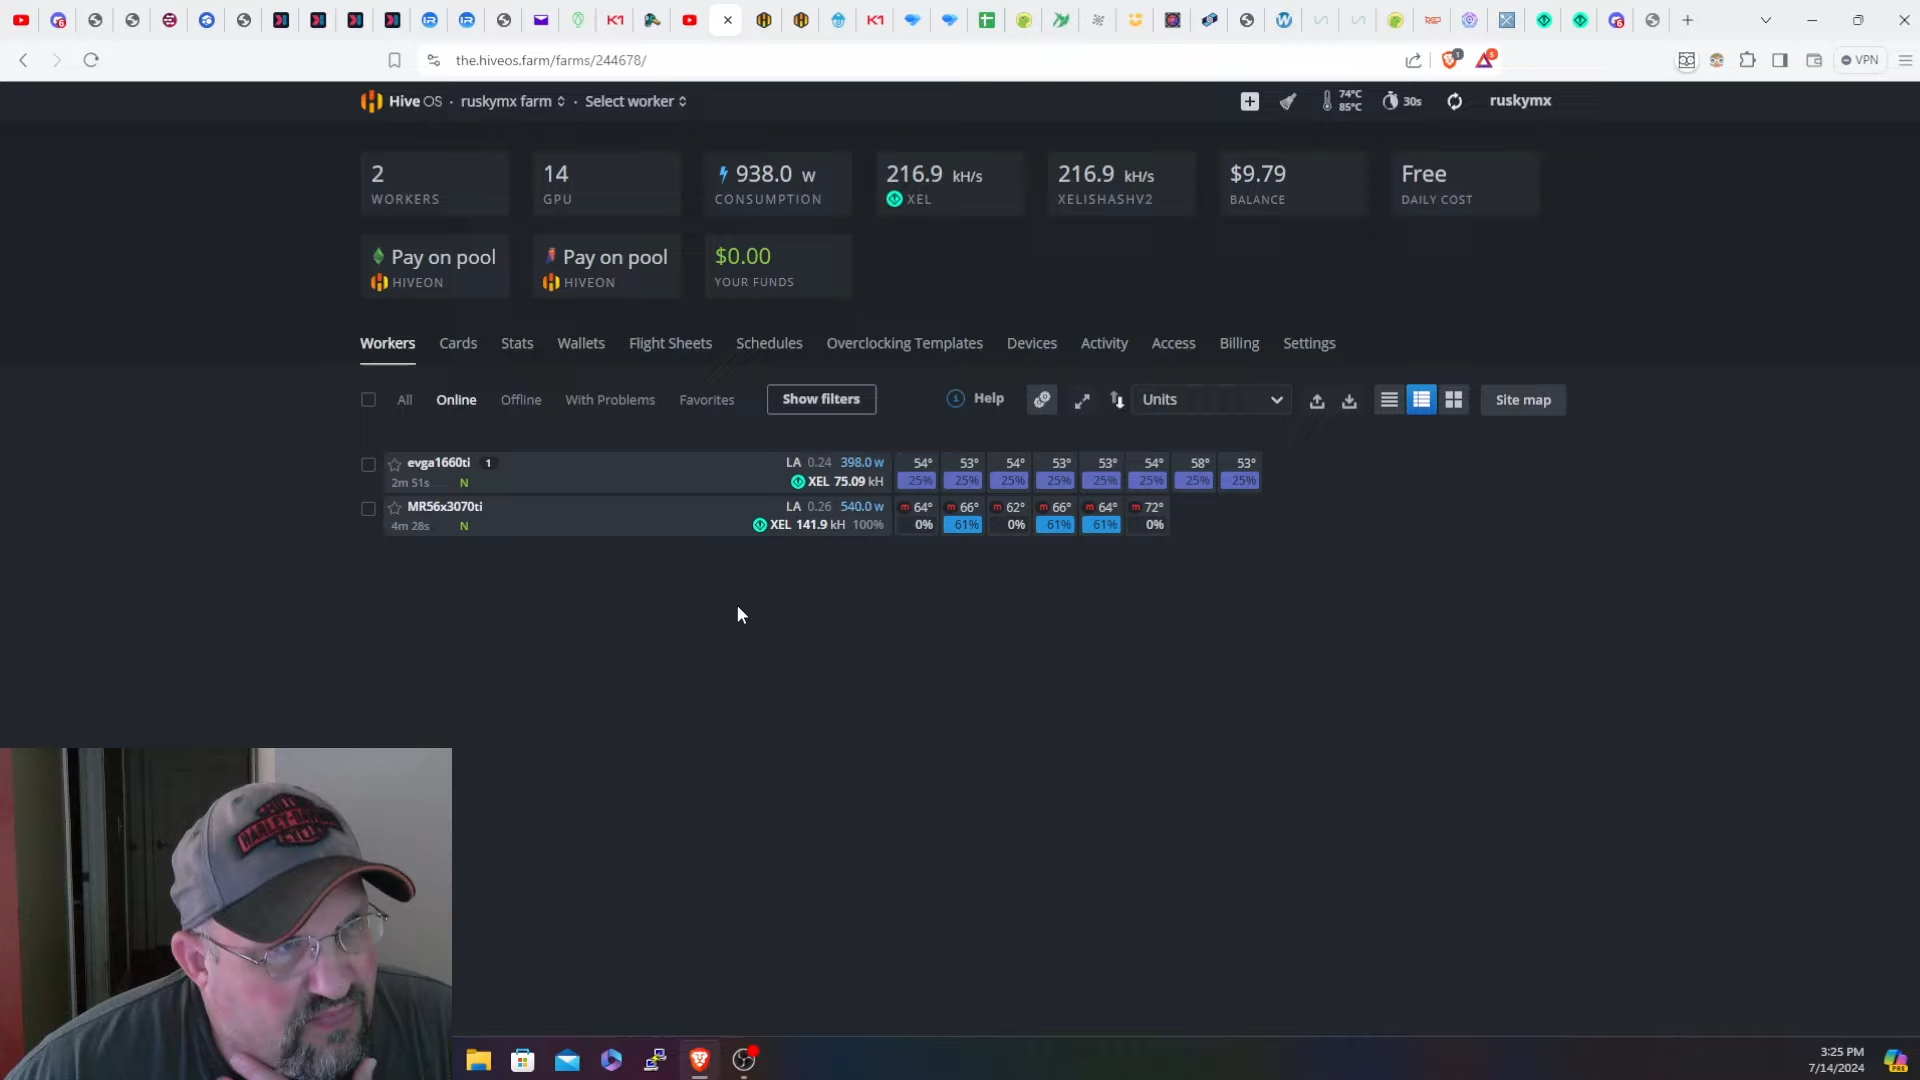 the.hiveos.farm/farms/244678/
VPN
Hive OS · ruskymx farm · Select worker
74°C
85°C
30s
ruskymx
2
WORKERS
14
GPU
938.0 W
CONSUMPTION
216.9 kH/s
XEL
216.9 kH/s
XELISHASHV2
$9.79
BALANCE
Free
DAILY COST
Pay on pool
HIVEON
Pay on pool
HIVEON
$0.00
YOUR FUNDS
Workers Cards Stats Wallets Flight Sheets Schedules Overclocking Templates Devices Activity Access Billing Settings
All Online Offline With Problems Favorites Show filters Help Units Site map
evga1660ti 1 LA 0.24 398.0 w 54° 53° 54° 53° 53° 54° 58° 53°
2m 51s N XEL 75.09 kH 25% 25% 25% 25% 25% 25% 25% 25%
MR56x3070ti LA 0.26 540.0 w m 64° m 66° m 62° m 66° m 64° m 72°
4m 28s N XEL 141.9 kH 100% 0% 61% 0% 61% 61% 0%
HARLEY-DAVIDSON
CYCLES
3:25 PM
7/14/2024
PRE